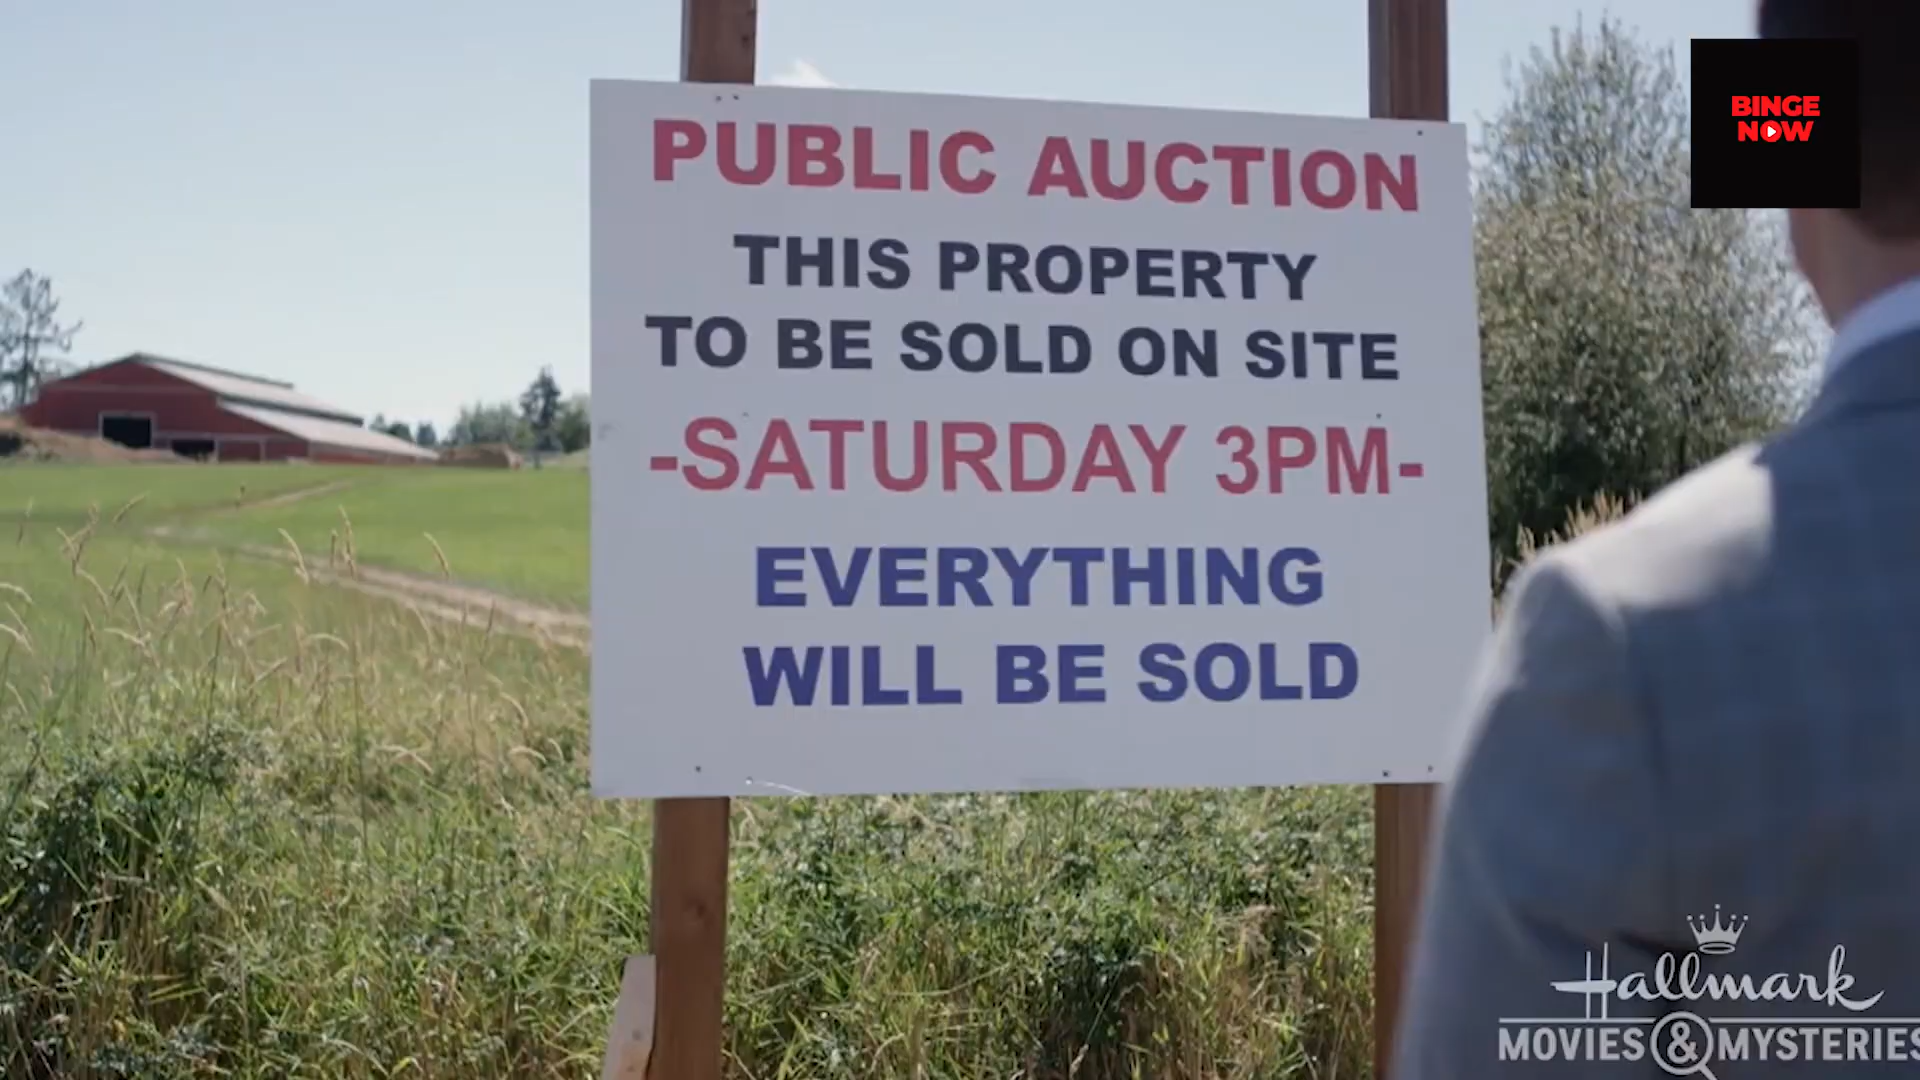 BINGE
NOW
PUBLIC AUCTION
THIS PROPERTY
TO BE SOLD ON SITE
-SATURDAY 3PM-
EVERYTHING
WILL BE SOLD
Hallmark
MOVIES & MYSTERIES